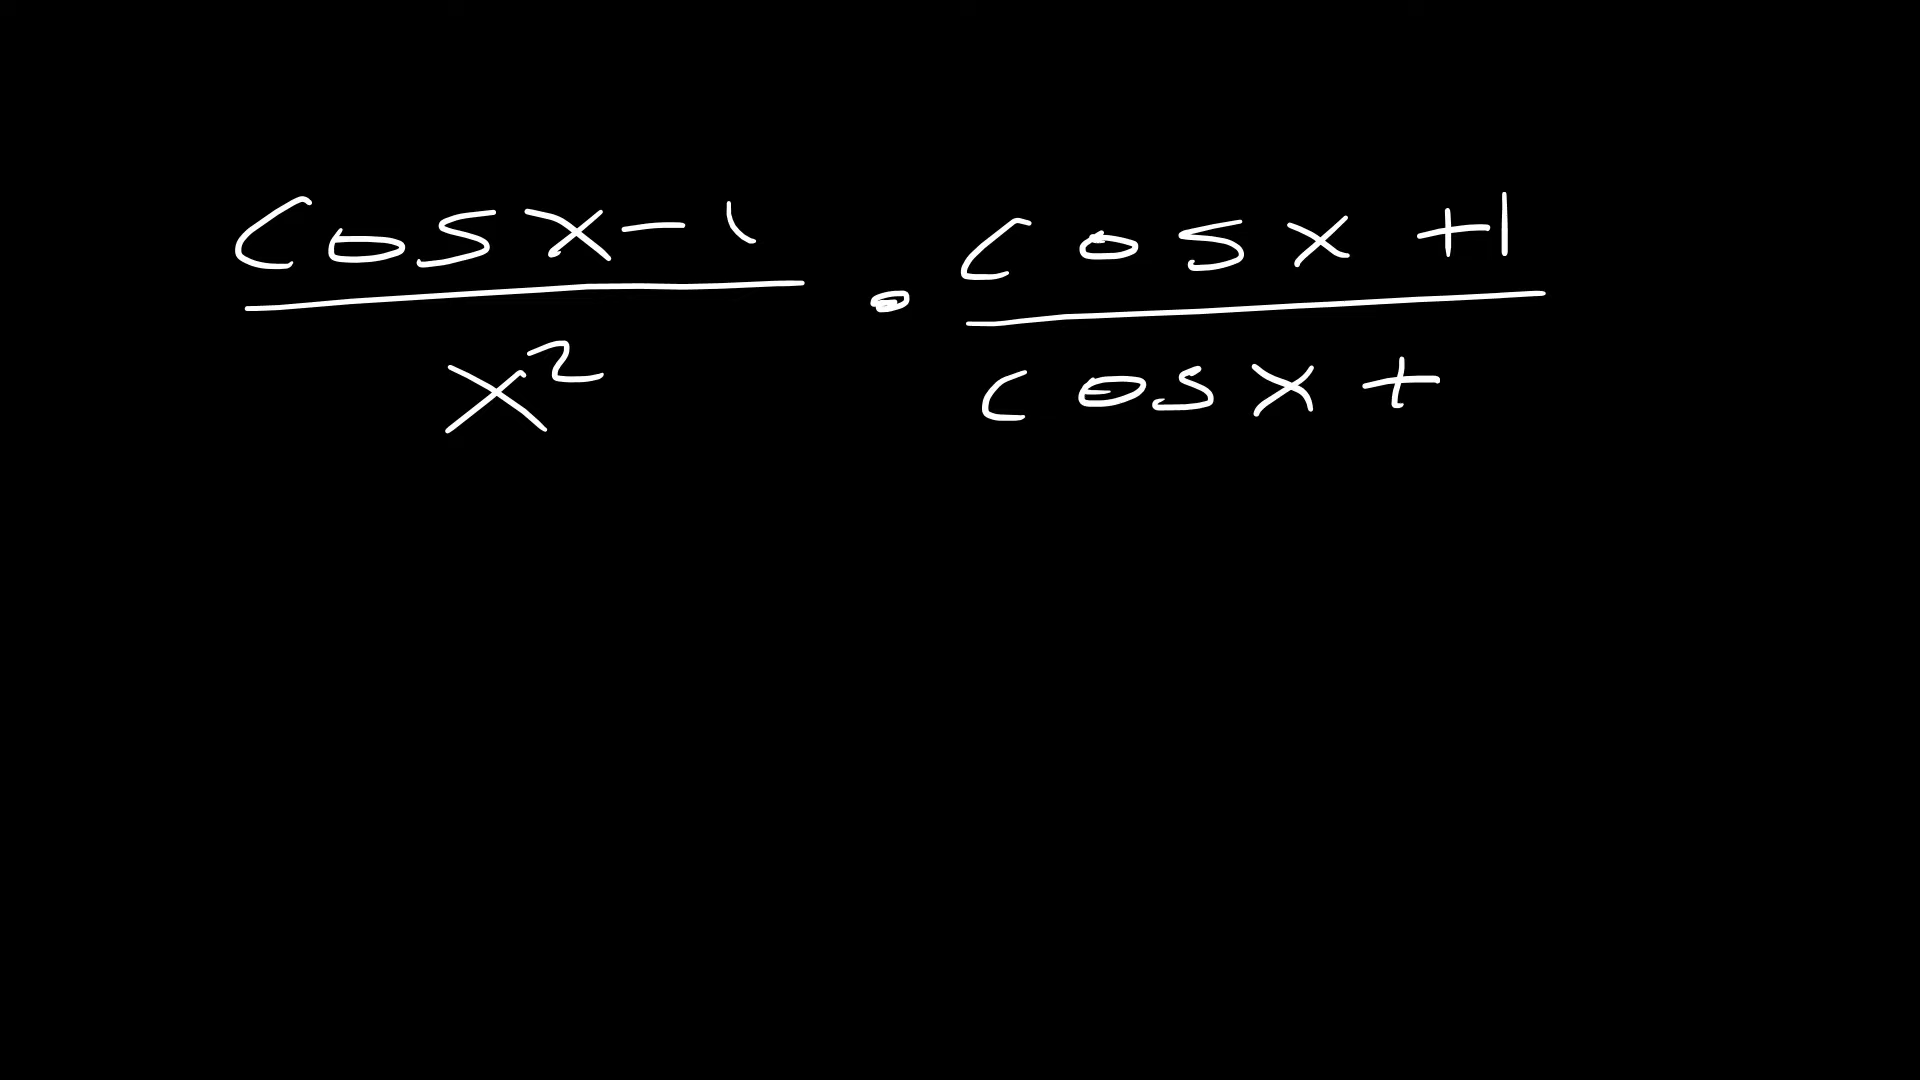 cosx-1 / x² · cosx+1 / cosx+